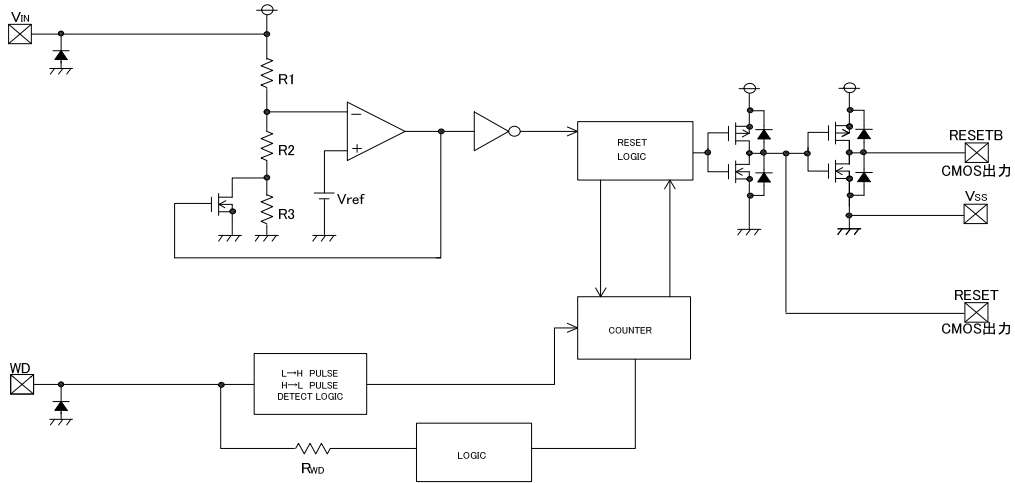 VIN
R1
R2
R3
−
+
Vref
RESET
LOGIC
RESETB
CMOS出力
VSS
RESET
CMOS出力
COUNTER
WD
L→H PULSE
H→L PULSE
DETECT LOGIC
RWD
LOGIC